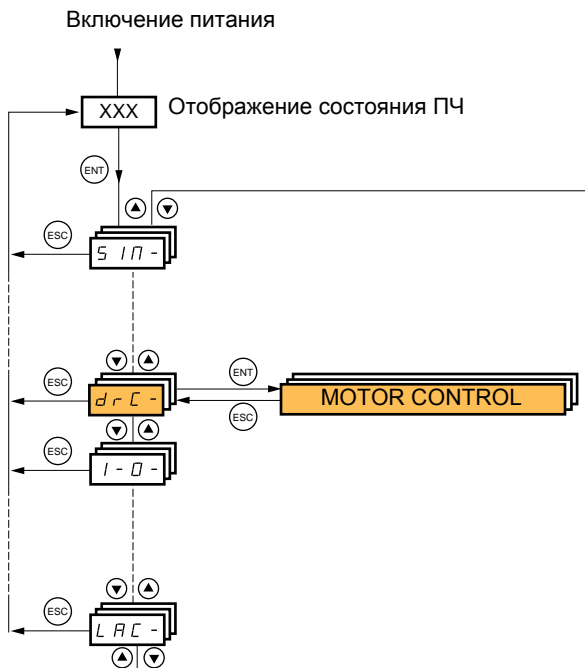 Включение питания
XXX
Отображение состояния ПЧ
ENT
ESC
SIM-
ESC
ENT
drC-
MOTOR CONTROL
ESC
ESC
I-O-
ESC
LAC-